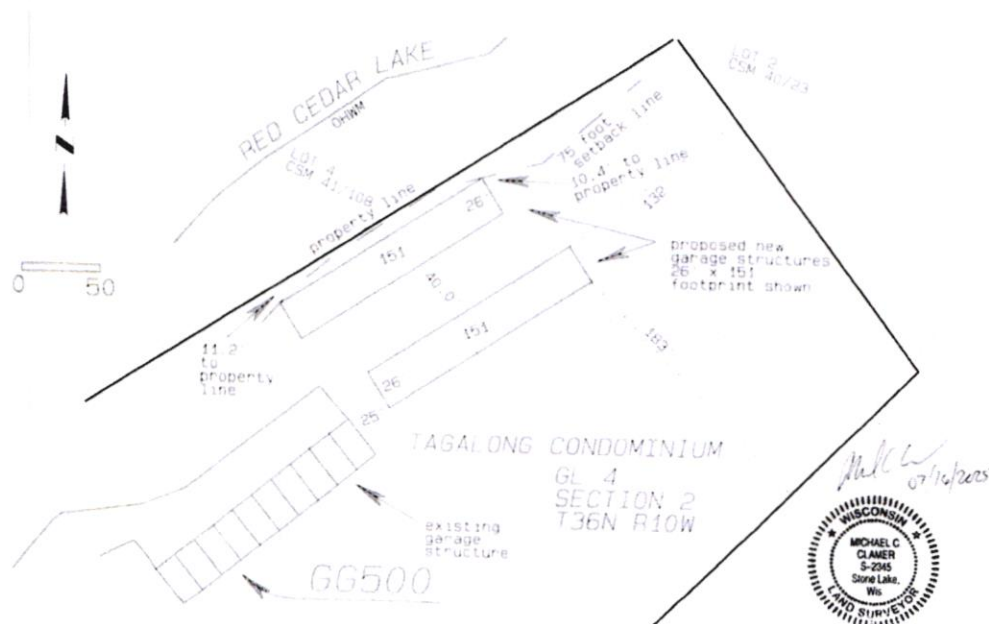 RED CEDAR LAKE
OHWM
LOT 4
CSM 41/108
property line
LOT 2
CSM 40/23
75 foot
setback line
10.4' to
property line
132
26'
151
40.0
proposed new
garage structures
26' x 151'
footprint shown
0 50
11.2'
to
property
line
151
26
25
183
TAGALONG CONDOMINIUM
GL 4
SECTION 2
T36N R10W
existing
garage
structure
GG500
07/16/2025
WISCONSIN
MICHAEL C
CLAMER
S-2345
Stone Lake,
Wis
LAND SURVEYOR